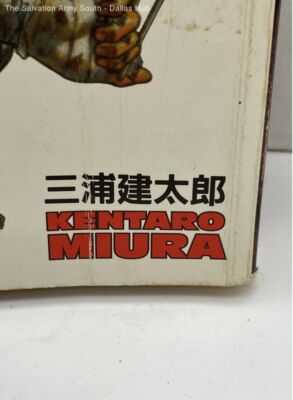 The Salvation Army South - Dallas Hub
三浦建太郎
KENTARO
MIURA